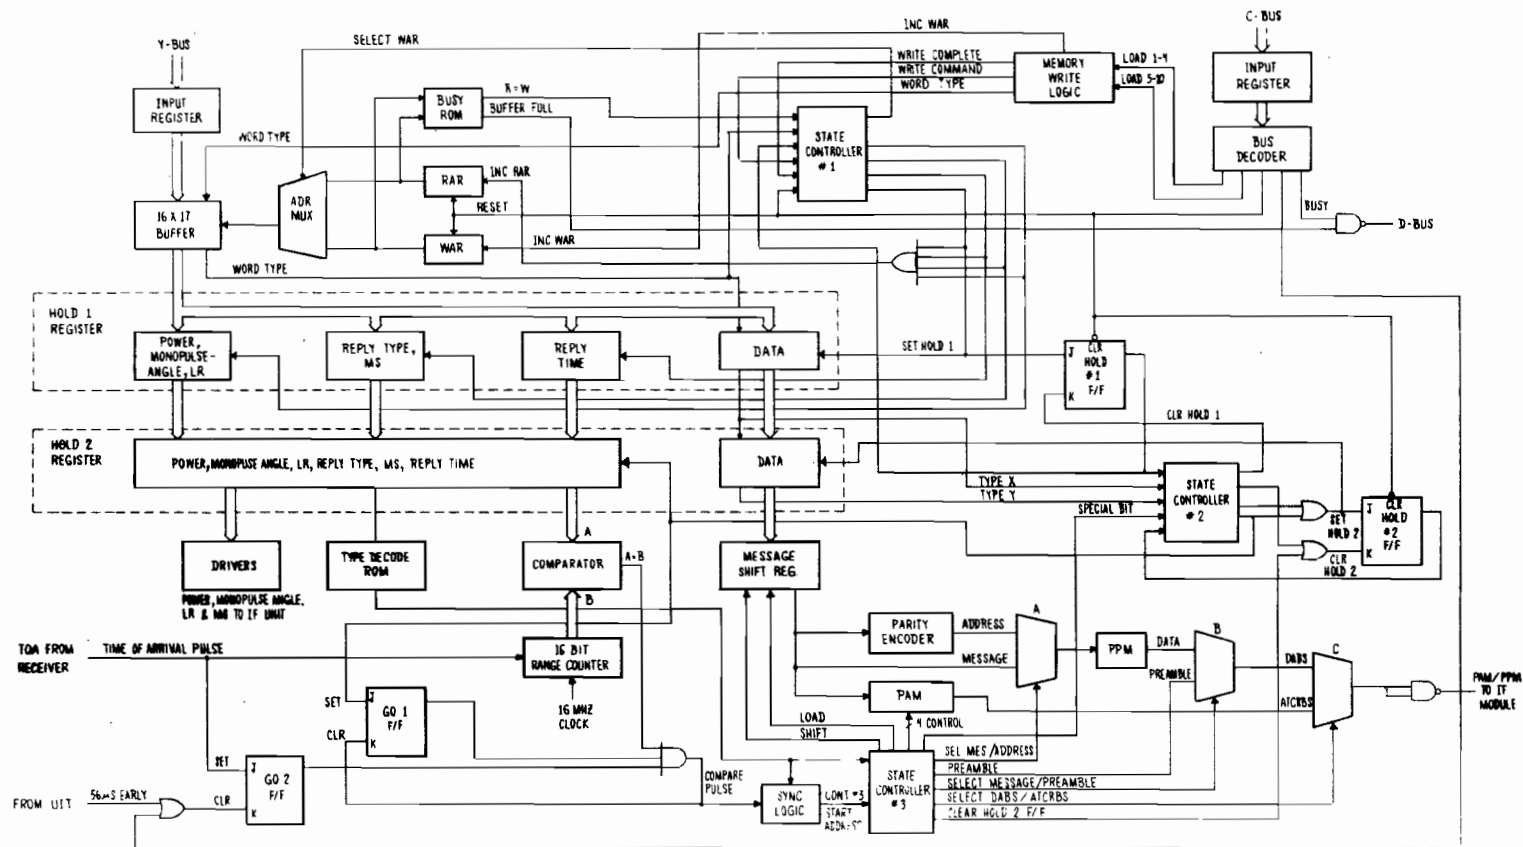 Y-BUS
INPUT
REGISTER
SELECT WAR
INC WAR
C-BUS
WRITE COMPLETE
WRITE COMMAND
WORD TYPE
MEMORY
WRITE
LOGIC
LOAD 1-4
LOAD 5-10
INPUT
REGISTER
BUS
DECODER
BUSY
ROM
R=W
BUFFER FULL
STATE
CONTROLLER
#1
WORD TYPE
16 X 17
BUFFER
ADR
MUX
RAR
INC RAR
RESET
WAR
INC WAR
BUSY
D-BUS
WORD TYPE
HOLD 1
REGISTER
POWER,
MONOPULSE-
ANGLE, LR
REPLY TYPE,
MS
REPLY
TIME
DATA
SET HOLD 1
J
CLR
HOLD
#1
F/F
K
CLR HOLD 1
HOLD 2
REGISTER
POWER, MONOPUSE ANGLE, LR, REPLY TYPE, MS, REPLY TIME
DATA
TYPE X
TYPE Y
SPECIAL BIT
STATE
CONTROLLER
#2
SET
HOLD 2
CLR
HOLD 2
J
CLR
HOLD
#2
F/F
K
DRIVERS
POWER, MONOPULSE ANGLE,
LR & MS TO IF UNIT
TYPE DECODE
ROM
A
COMPARATOR
A=B
B
MESSAGE
SHIFT REG.
TOA FROM
RECEIVER
TIME OF ARRIVAL PULSE
16 BIT
RANGE COUNTER
16 MHZ
CLOCK
PARITY
ENCODER
ADDRESS
MESSAGE
A
PPM
DATA
PREAMBLE
B
DABS
C
ATCRBS
PAM/PPM
TO IF
MODULE
PAM
4 CONTROL
LOAD
SHIFT
SET
J
GO 1
F/F
CLR
K
SET
J
GO 2
F/F
K
FROM UIT
56µS EARLY
CLR
COMPARE
PULSE
SYNC
LOGIC
CONT #3
START
ADDRESS
STATE
CONTROLLER
#3
SEL MES/ADDRESS
PREAMBLE
SELECT MESSAGE/PREAMBLE
SELECT DABS/ATCRBS
CLEAR HOLD 2 F/F